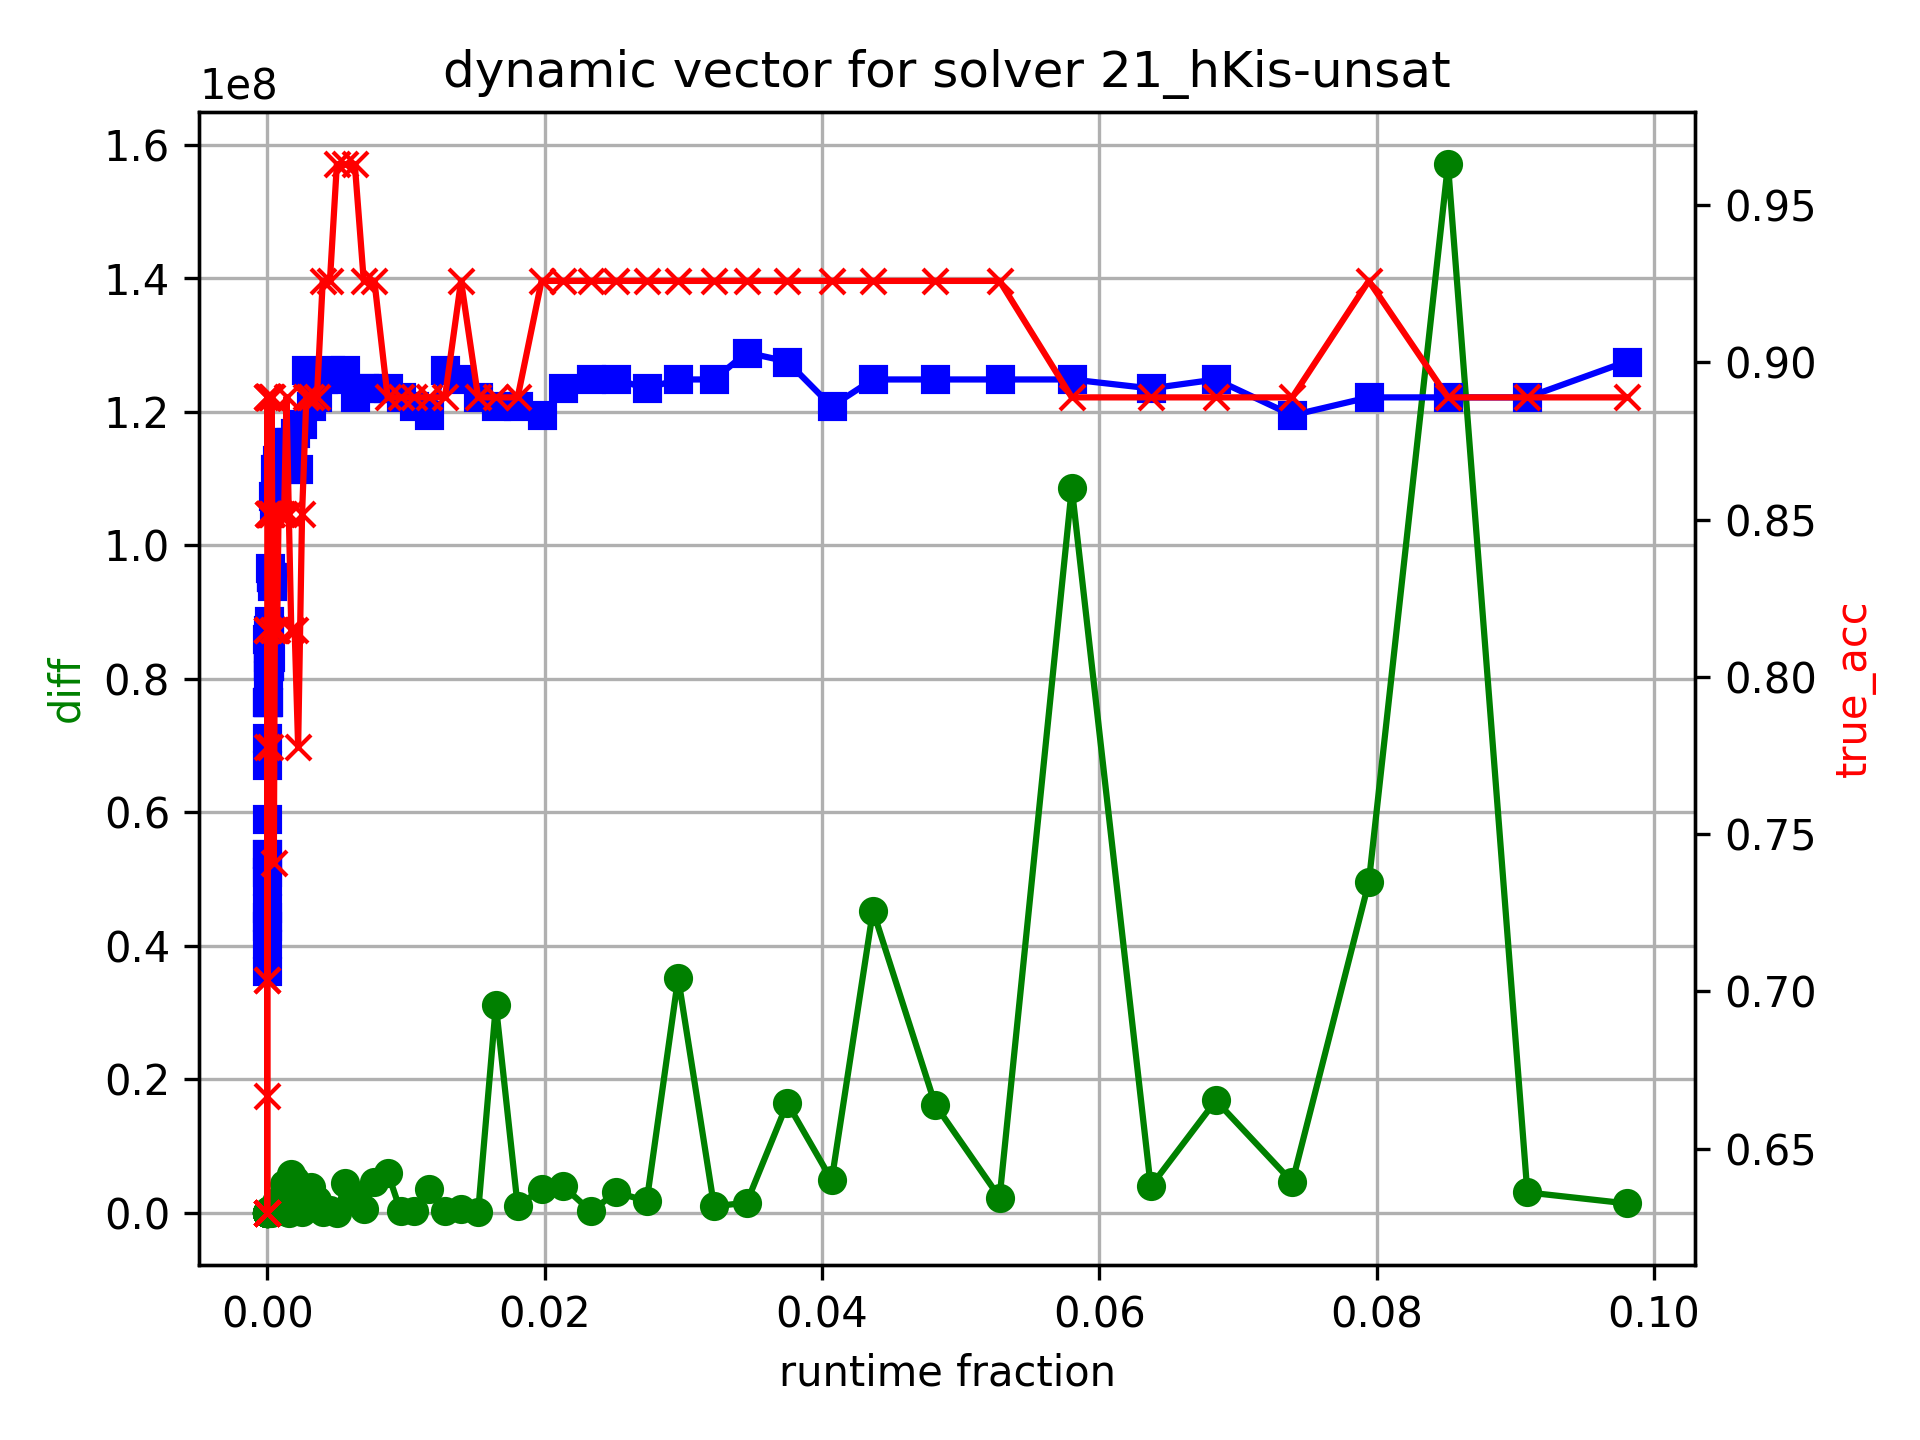 dynamic vector for solver 21_hKis-unsat
1e8
1.6
1.4
1.2
1.0
0.8
0.6
0.4
0.2
0.0
diff
0.95
0.90
0.85
0.80
0.75
0.70
0.65
true_acc
0.00 0.02 0.04 0.06 0.08 0.10
runtime fraction